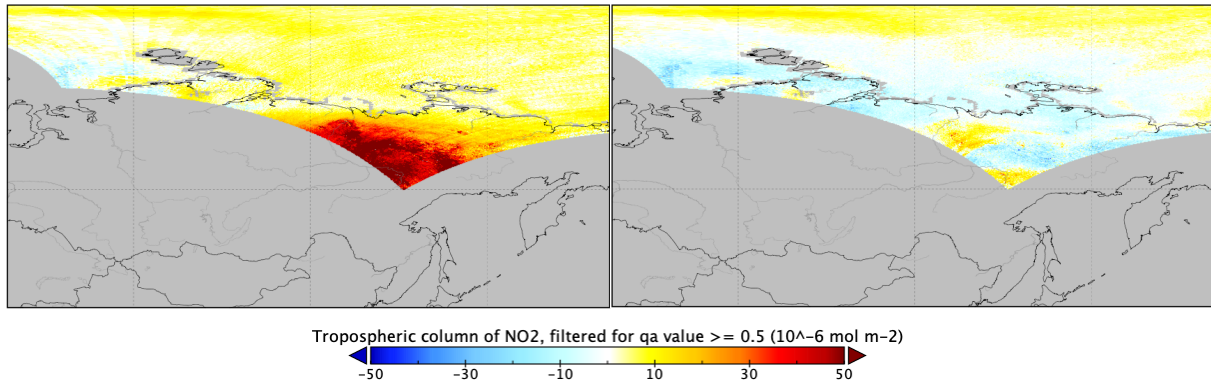 Tropospheric column of NO2, filtered for qa value >= 0.5 (10^-6 mol m-2)
-50 -30 -10 10 30 50